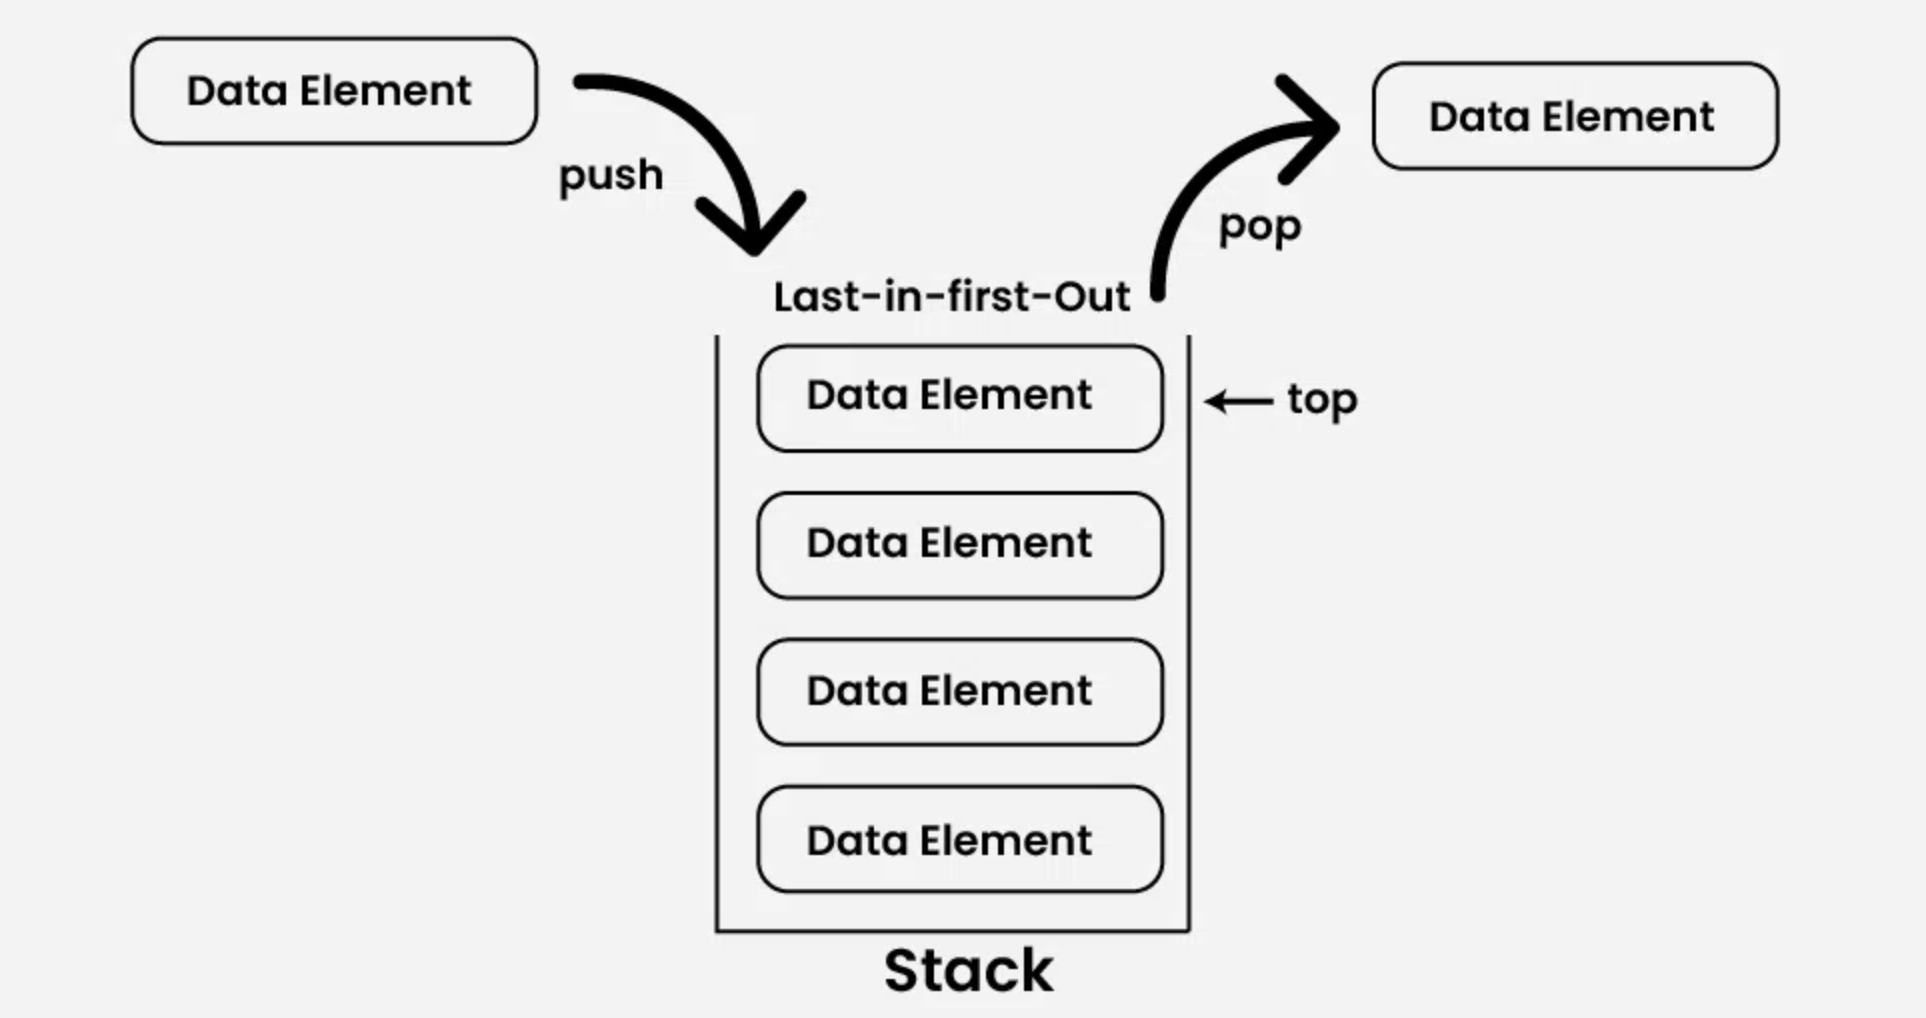 Data Element
push
Data Element
pop
Last-in-first-Out
Data Element
top
Data Element
Data Element
Data Element
Stack